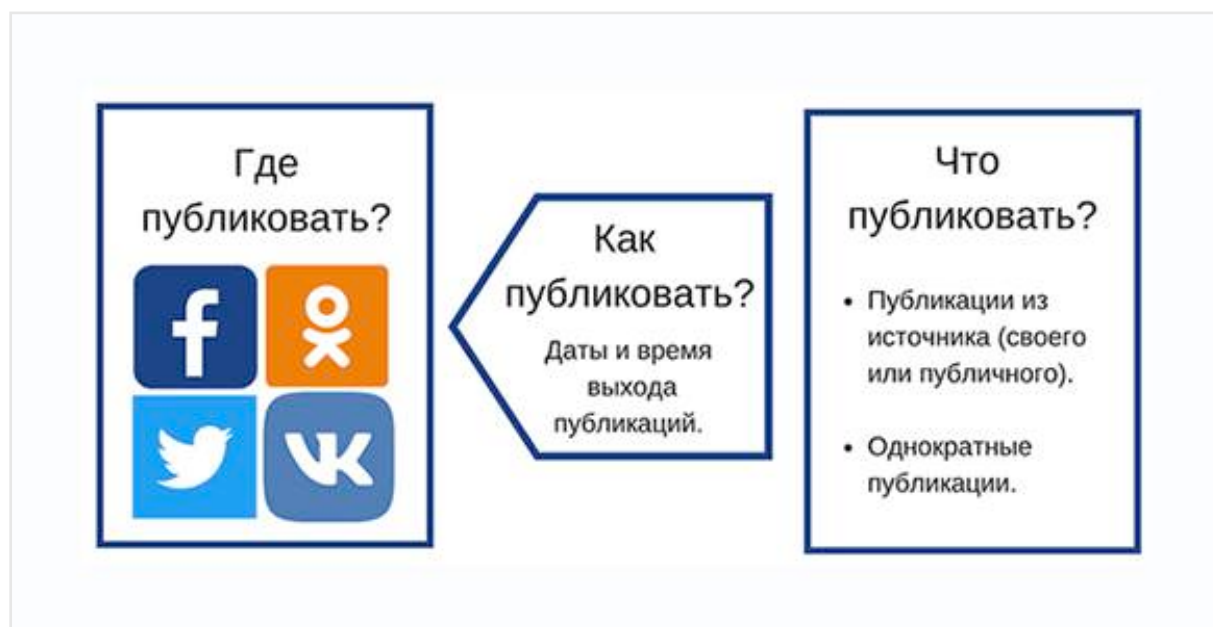 Где
публиковать?
Как
публиковать?
Даты и время
выхода
публикаций.
Что
публиковать?
• Публикации из
источника (своего
или публичного).
• Однократные
публикации.